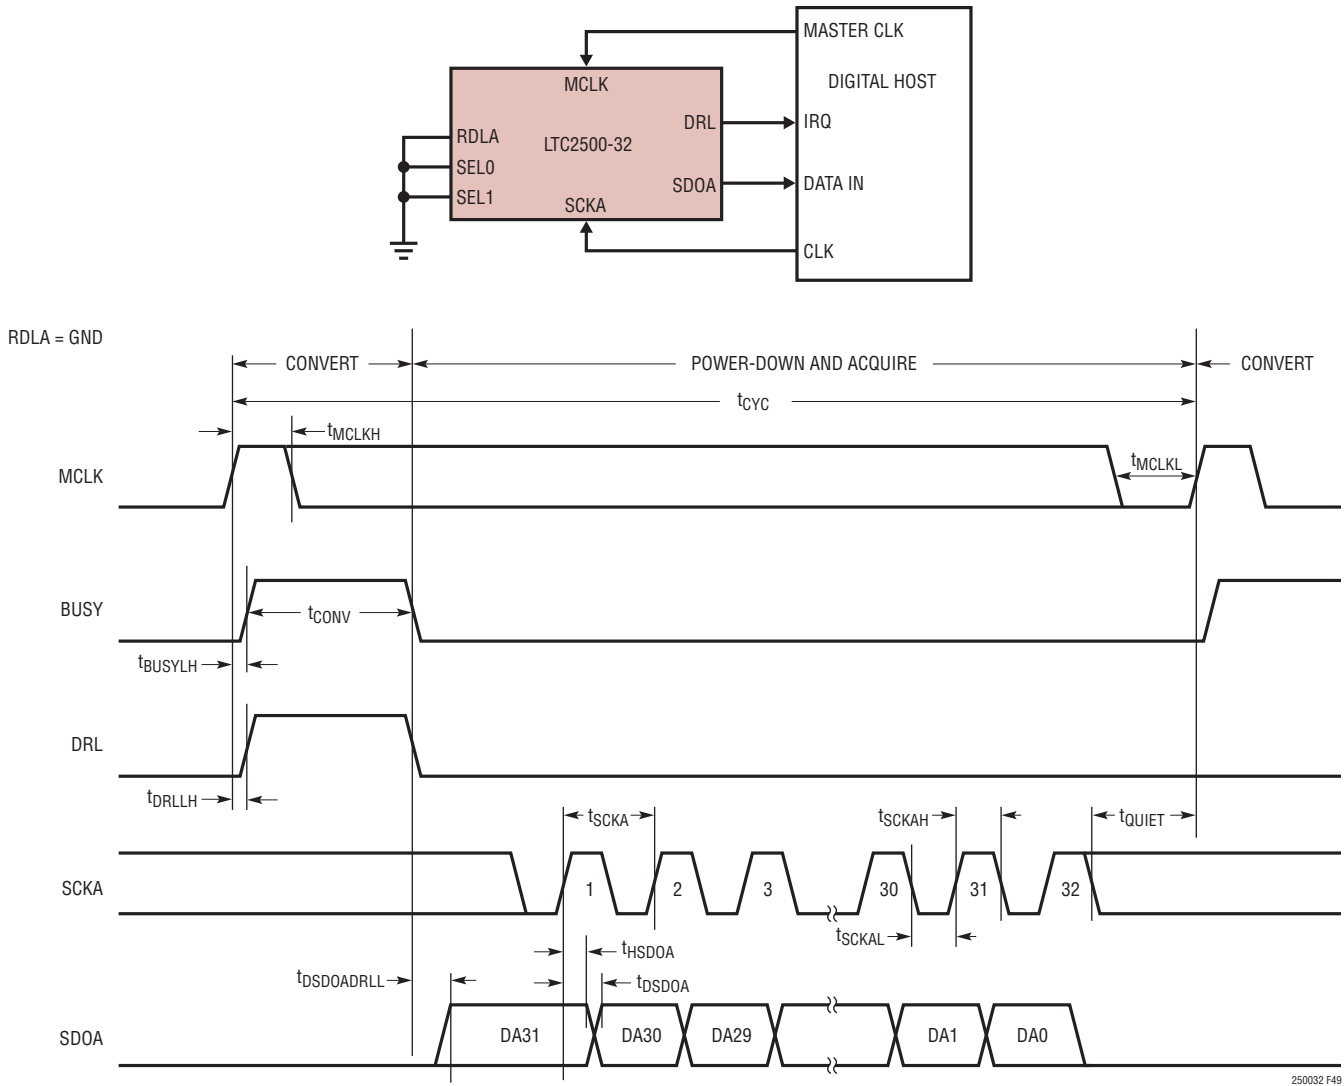 MASTER CLK
MCLK
DIGITAL HOST
DRL
IRQ
RDLA
LTC2500-32
SEL0
SDOA
DATA IN
SEL1
SCKA
CLK
RDLA = GND
CONVERT
POWER-DOWN AND ACQUIRE
CONVERT
tCYC
tMCLKH
MCLK
tMCLKL
BUSY
tCONV
tBUSYLH
DRL
tDRLLH
tSCKA
tSCKAH
tQUIET
SCKA
1
2
3
30
31
32
tSCKAL
tHSDOA
tDSDOADRLL
tDSDOA
SDOA
DA31
DA30
DA29
DA1
DA0
250032 F49